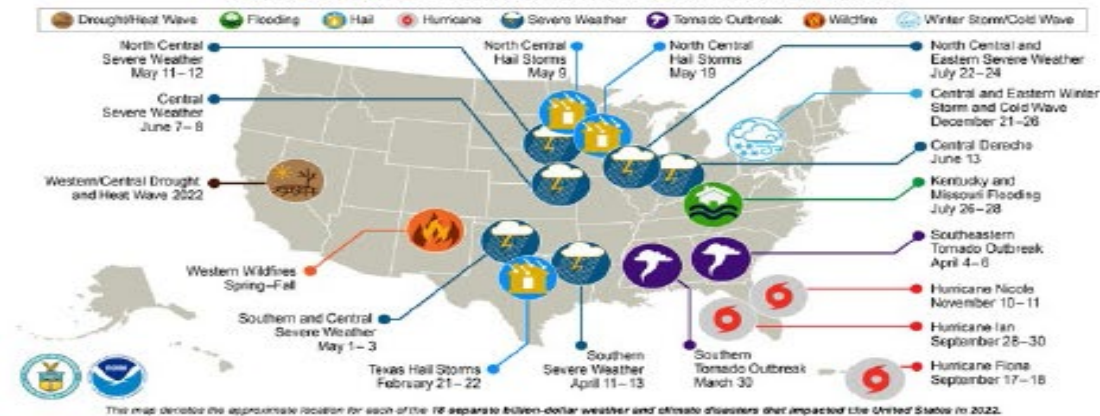 Drought/Heat Wave Flooding Hail Hurricane Severe Weather Tornado Outbreak Wildfire Winter Storm/Cold Wave
North Central
Severe Weather
May 11–12
North Central
Hail Storms
May 9
North Central
Hail Storms
May 19
North Central and
Eastern Severe Weather
July 22–24
Central
Severe Weather
June 7–8
Central and Eastern Winter
Storm and Cold Wave
December 21–26
Central Derecho
June 13
Western/Central Drought
and Heat Wave 2022
Kentucky and
Missouri Flooding
July 26–28
Southeastern
Tornado Outbreak
April 4–6
Western Wildfires
Spring–Fall
Hurricane Nicole
November 10–11
Southern and Central
Severe Weather
May 1–3
Hurricane Ian
September 28–30
Texas Hail Storms
February 21–22
Southern
Severe Weather
April 11–13
Southern
Tornado Outbreak
March 30
Hurricane Fiona
September 17–18
This map denotes the approximate location for each of the 18 separate billion-dollar weather and climate disasters that impacted the United States in 2022.